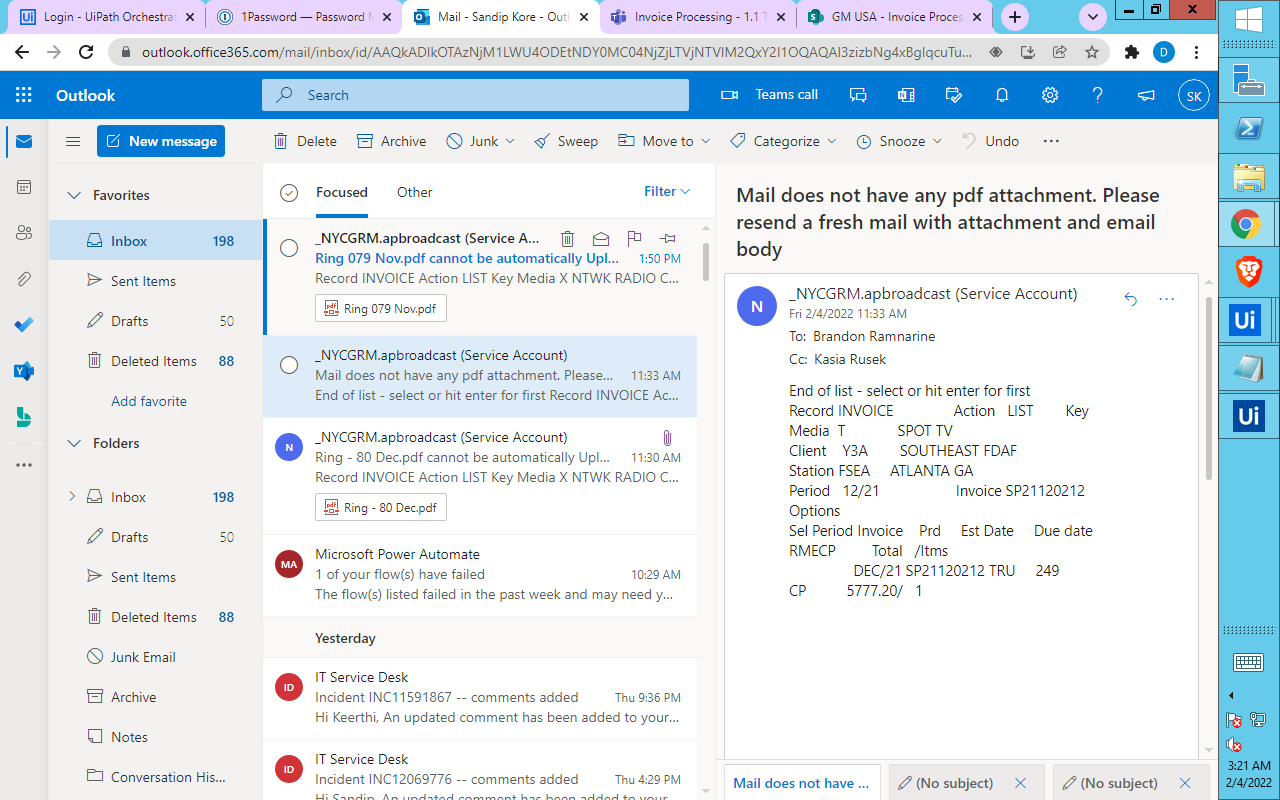 Login - UiPath Orchestrat
1Password — Password M
Mail - Sandip Kore - Outl
Invoice Processing - 1.1 T
GM USA - Invoice Proces
outlook.office365.com/mail/inbox/id/AAQkADIkOTAzNjM1LWU4ODEtNDY0MC04NjZjLTVjNTVlM2QxY2I1OQAQAI3zizbNg4xBgIqcuTu...
D
Outlook
Search
Teams call
SK
New message
Delete
Archive
Junk
Sweep
Move to
Categorize
Snooze
Undo
Favorites
Inbox 198
Sent Items
Drafts 50
Deleted Items 88
Add favorite
Folders
Inbox 198
Drafts 50
Sent Items
Deleted Items 88
Junk Email
Archive
Notes
Conversation His...
Focused
Other
Filter
_NYCGRM.apbroadcast (Service A...
Ring 079 Nov.pdf cannot be automatically Upl... 1:50 PM
Record INVOICE Action LIST Key Media X NTWK RADIO C...
Ring 079 Nov.pdf
_NYCGRM.apbroadcast (Service Account)
Mail does not have any pdf attachment. Please... 11:33 AM
End of list - select or hit enter for first Record INVOICE Ac...
N
_NYCGRM.apbroadcast (Service Account)
Ring - 80 Dec.pdf cannot be automatically Upl... 11:30 AM
Record INVOICE Action LIST Key Media X NTWK RADIO C...
Ring - 80 Dec.pdf
MA
Microsoft Power Automate
1 of your flow(s) have failed 10:29 AM
The flow(s) listed failed in the past week and may need y...
Yesterday
ID
IT Service Desk
Incident INC11591867 -- comments added Thu 9:36 PM
Hi Keerthi, An updated comment has been added to your...
ID
IT Service Desk
Incident INC12069776 -- comments added Thu 4:29 PM
Hi Sandip, An updated comment has been added to your...
Mail does not have any pdf attachment. Please
resend a fresh mail with attachment and email
body
N
_NYCGRM.apbroadcast (Service Account)
Fri 2/4/2022 11:33 AM
To: Brandon Ramnarine
Cc: Kasia Rusek
End of list - select or hit enter for first
Record INVOICE Action LIST Key
Media T SPOT TV
Client Y3A SOUTHEAST FDAF
Station FSEA ATLANTA GA
Period 12/21 Invoice SP21120212
Options
Sel Period Invoice Prd Est Date Due date
RMECP Total /Itms
DEC/21 SP21120212 TRU 249
CP 5777.20/ 1
Mail does not have ...
(No subject)
(No subject)
Ui
Ui
3:21 AM
2/4/2022